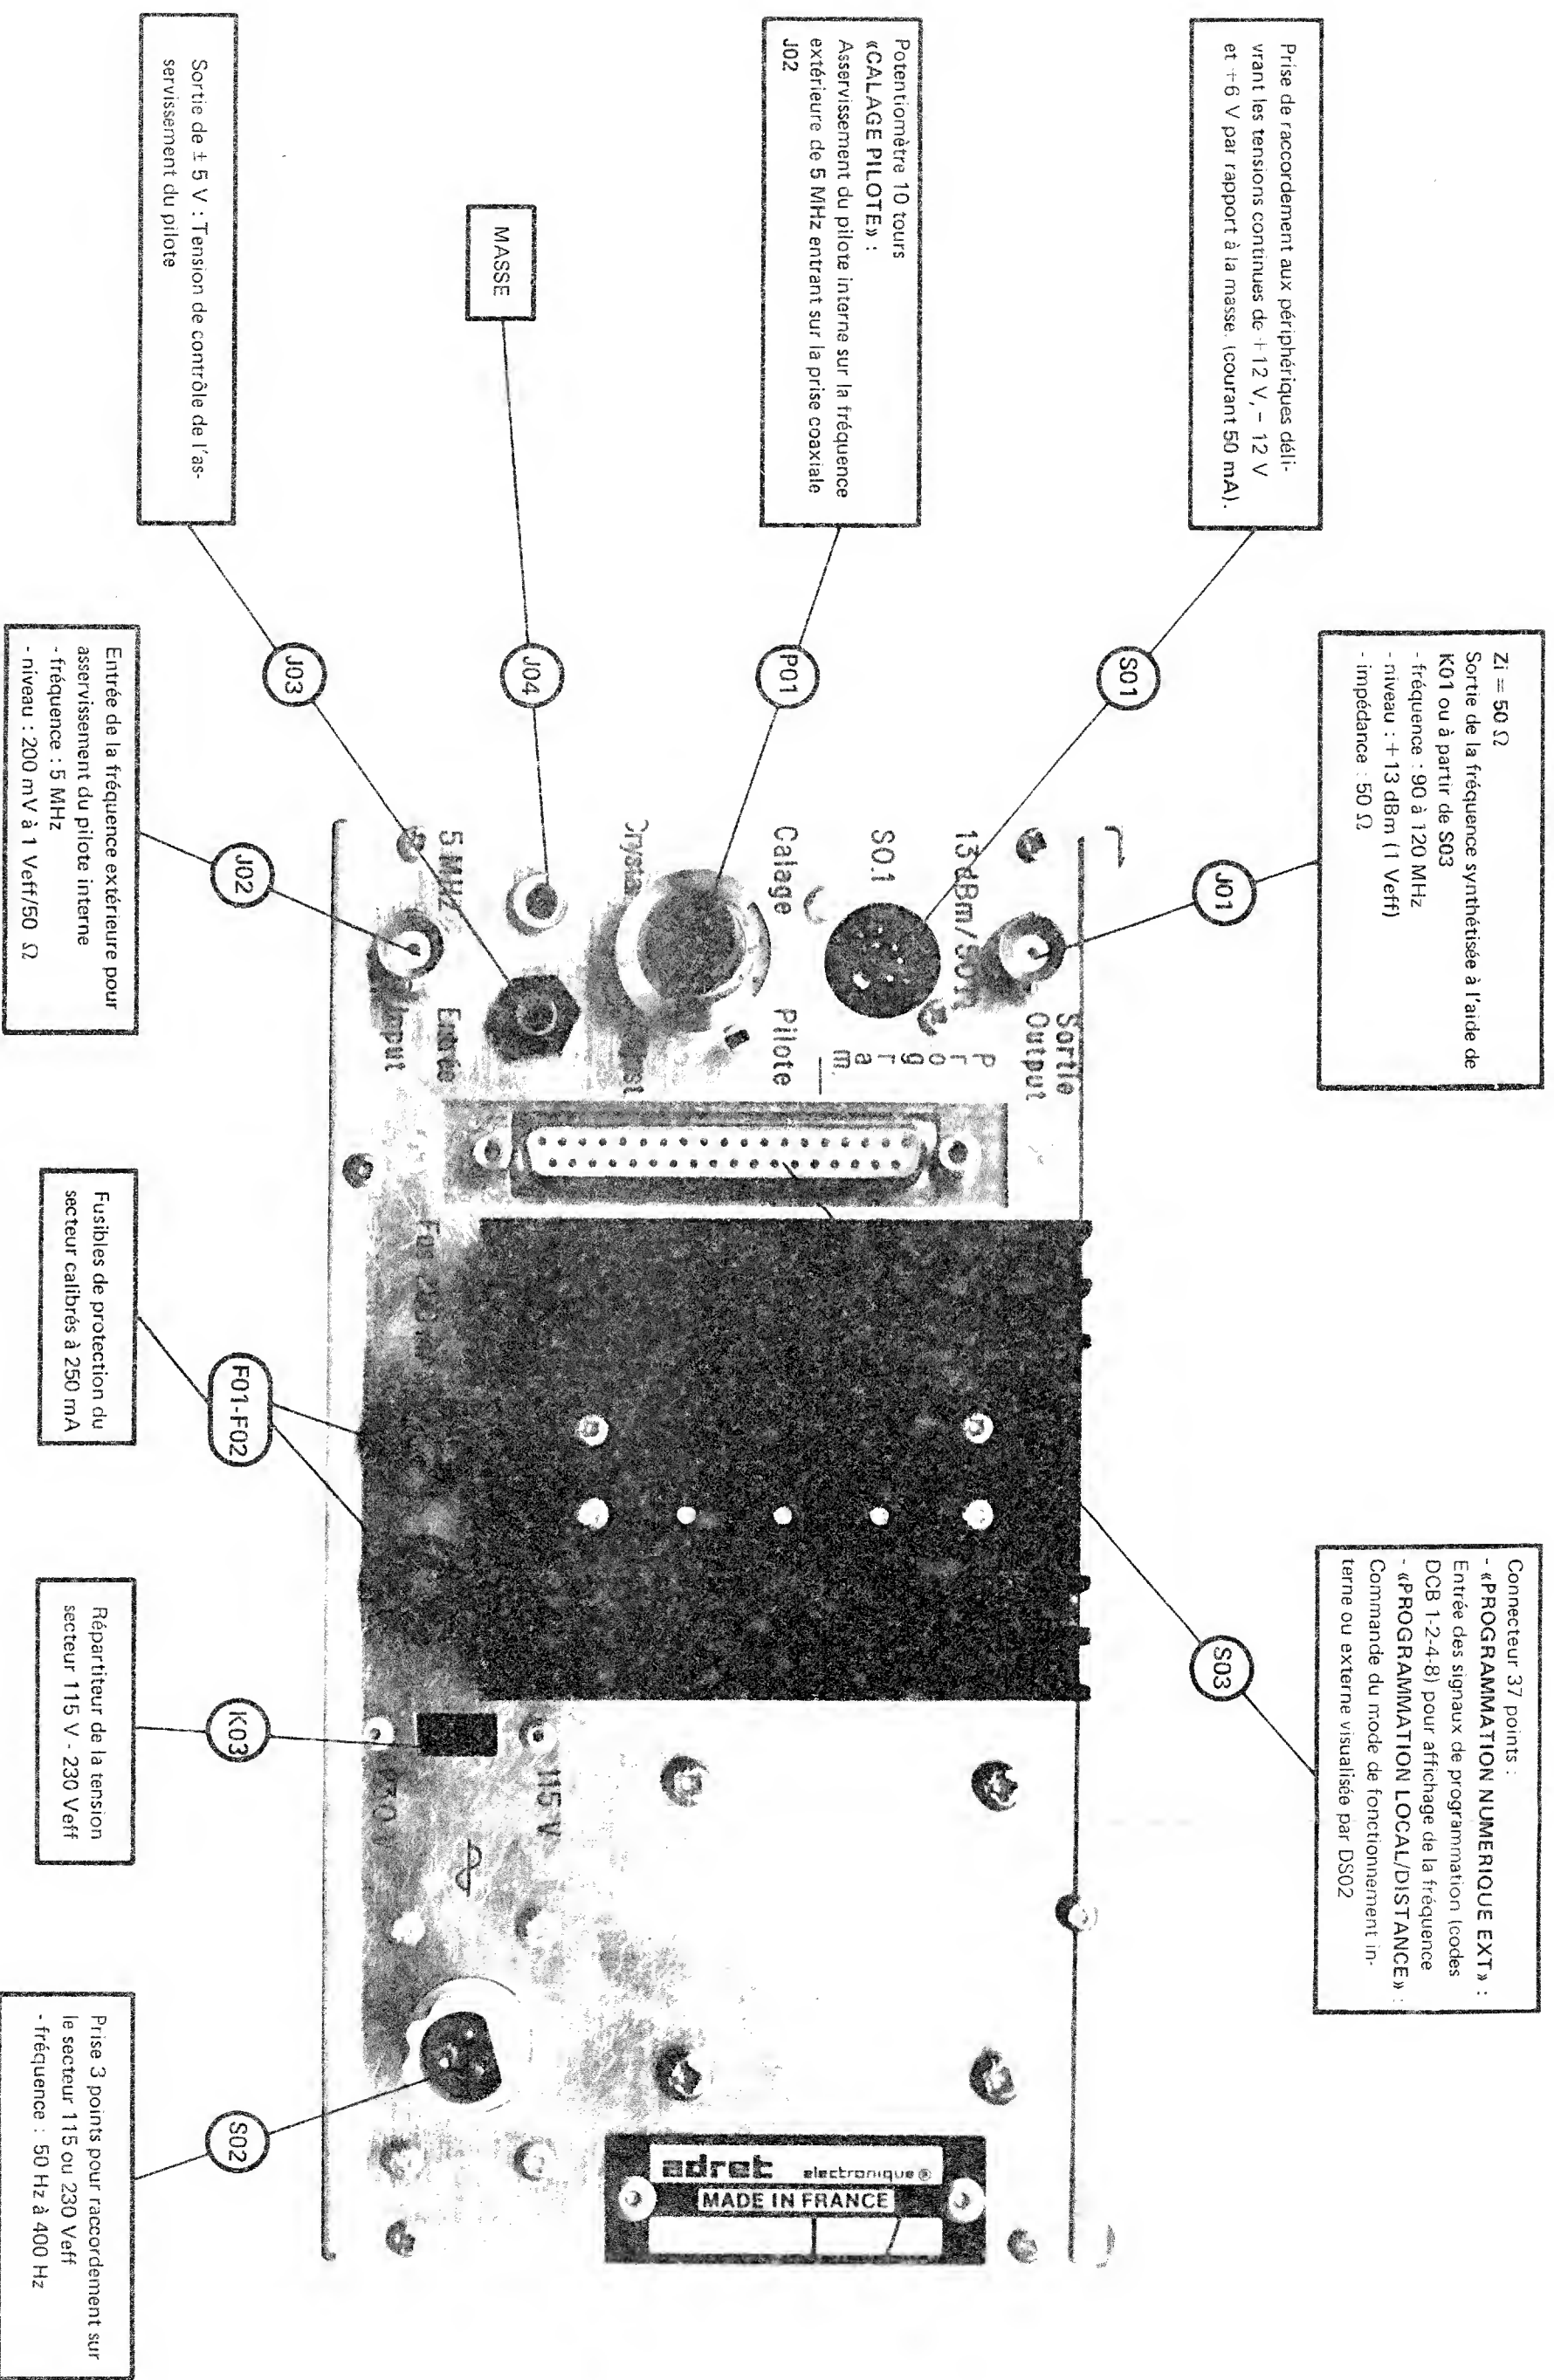 Zi = 50 Ω
Sortie de la fréquence synthétisée à l'aide de
K01 ou à partir de S03
- fréquence : 90 à 120 MHz
- niveau : +13 dBm (1 Veff)
- impédance : 50 Ω
J01
Connecteur 37 points :
- «PROGRAMMATION NUMERIQUE EXT» :
Entrée des signaux de programmation (codes
DCB 1-2-4-8) pour affichage de la fréquence
- «PROGRAMMATION LOCAL/DISTANCE» :
Commande du mode de fonctionnement in-
terne ou externe visualisée par DS02
S03
Prise de raccordement aux périphériques déli-
vrant les tensions continues de +12 V, – 12 V
et +6 V par rapport à la masse. (courant 50 mA).
S01
Potentiomètre 10 tours
«CALAGE PILOTE» :
Asservissement du pilote interne sur la fréquence
extérieure de 5 MHz entrant sur la prise coaxiale
J02
P01
MASSE
J04
Sortie de ± 5 V : Tension de contrôle de l'as-
servissement du pilote
J03
Sortie
Output
13 dBm/50
Program.
S0.1
Calage Pilote
5 MHz Entrée
Input
115 V
adret electronique ®
MADE IN FRANCE
J02
Entrée de la fréquence extérieure pour
asservissement du pilote interne
- fréquence : 5 MHz
- niveau : 200 mV à 1 Veff/50 Ω
F01-F02
Fusibles de protection du
secteur calibrés à 250 mA
K03
Répartiteur de la tension
secteur 115 V - 230 Veff
S02
Prise 3 points pour raccordement sur
le secteur 115 ou 230 Veff
- fréquence : 50 Hz à 400 Hz